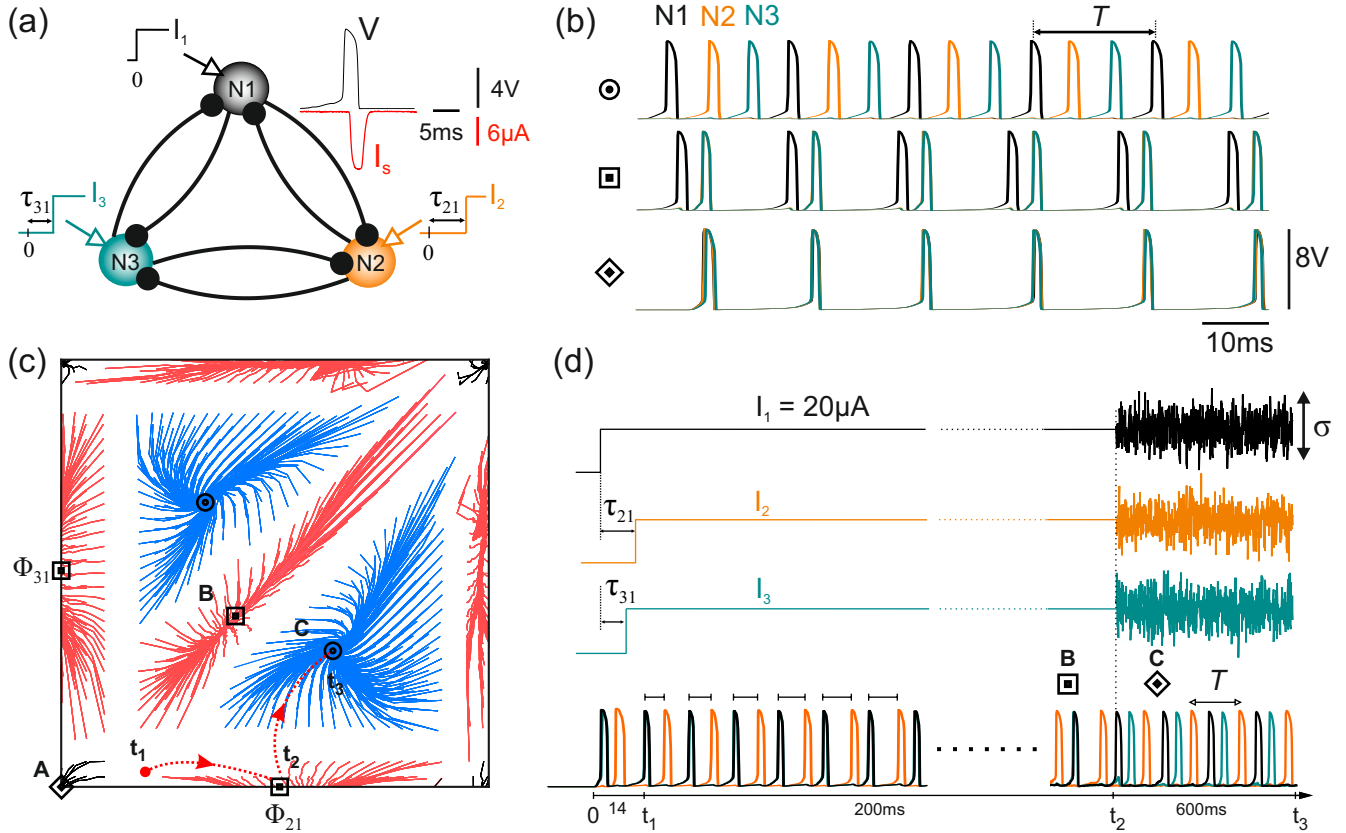 (a)
I₁
0
N1
V
4V
5ms
6µA
Iₛ
τ₃₁
I₃
0
N3
τ₂₁
I₂
0
N2
(b)
N1 N2 N3
T
8V
10ms
(c)
Φ₃₁
B
C
t₃
t₁
t₂
A
Φ₂₁
(d)
I₁ = 20µA
σ
τ₂₁
I₂
τ₃₁
I₃
B
C
T
0 14 t₁ 200ms t₂ 600ms t₃